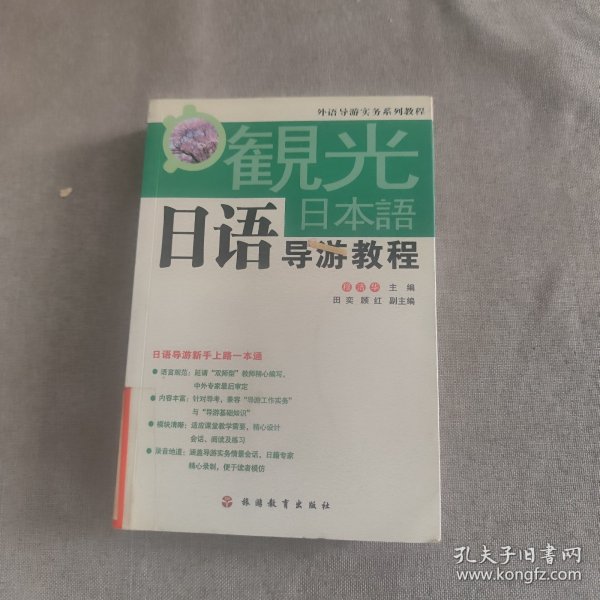 外语导游实务系列教程
観光
日本語
日语
导游教程
穆洁华 主编
田奕 顾红 副主编
日语导游新手上路一本通
● 语言规范：延请“双师型”教师精心编写，
中外专家最后审定
● 内容丰富：针对导考，兼容“导游工作实务”
与“导游基础知识”
● 模块清晰：适应课堂教学需要，精心设计
会话、阅读及练习
● 录音地道：涵盖导游实务情景会话，日籍专家
精心录制，便于读者模仿
旅游教育出版社
孔夫子旧书网
www.kongfz.com